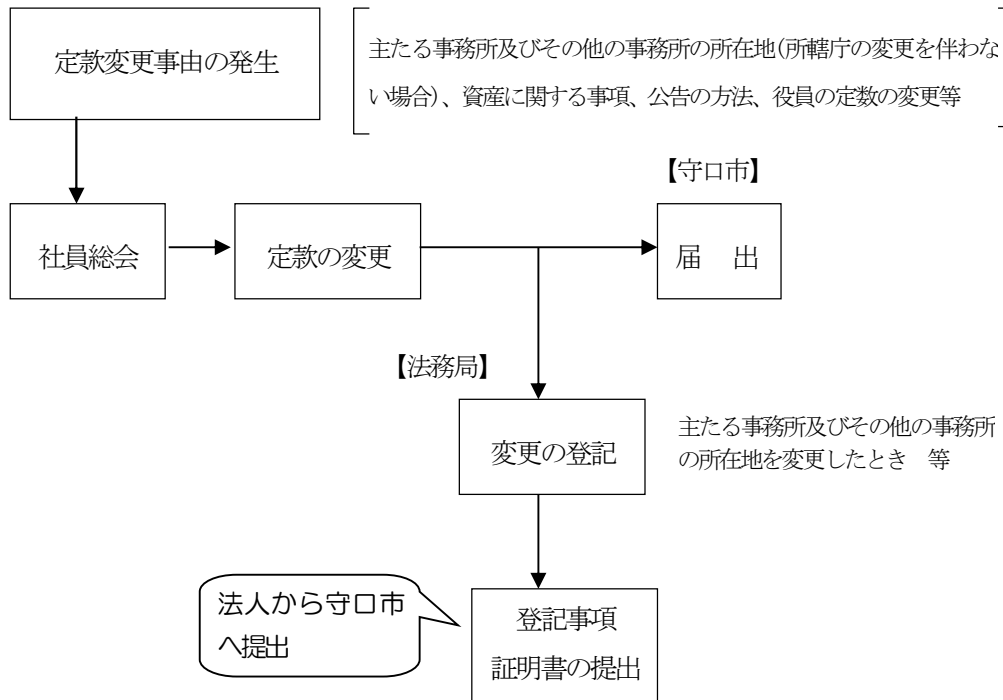 定款変更事由の発生
主たる事務所及びその他の事務所の所在地(所轄庁の変更を伴わな
い場合)、資産に関する事項、公告の方法、役員の定数の変更等
【守口市】
社員総会
定款の変更
届　出
【法務局】
変更の登記
主たる事務所及びその他の事務所
の所在地を変更したとき　等
法人から守口市
へ提出
登記事項
証明書の提出